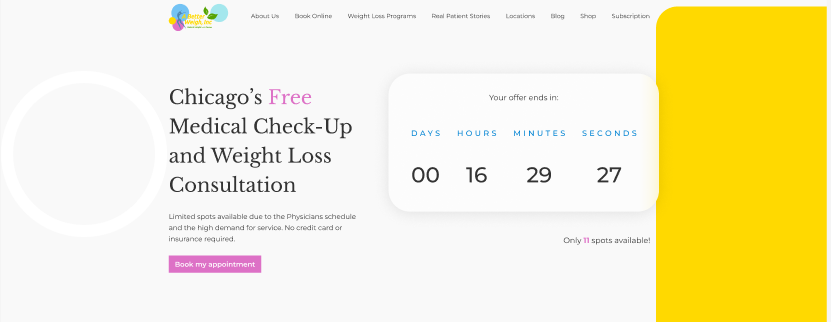 About Us Book Online Weight Loss Programs Real Patient Stories Locations Blog Shop Subscription
Chicago's Free
Medical Check-Up
and Weight Loss
Consultation
Limited spots available due to the Physicians schedule
and the high demand for service. No credit card or
insurance required.
Book my appointment
Your offer ends in:
DAYS HOURS MINUTES SECONDS
00 16 29 27
Only 11 spots available!